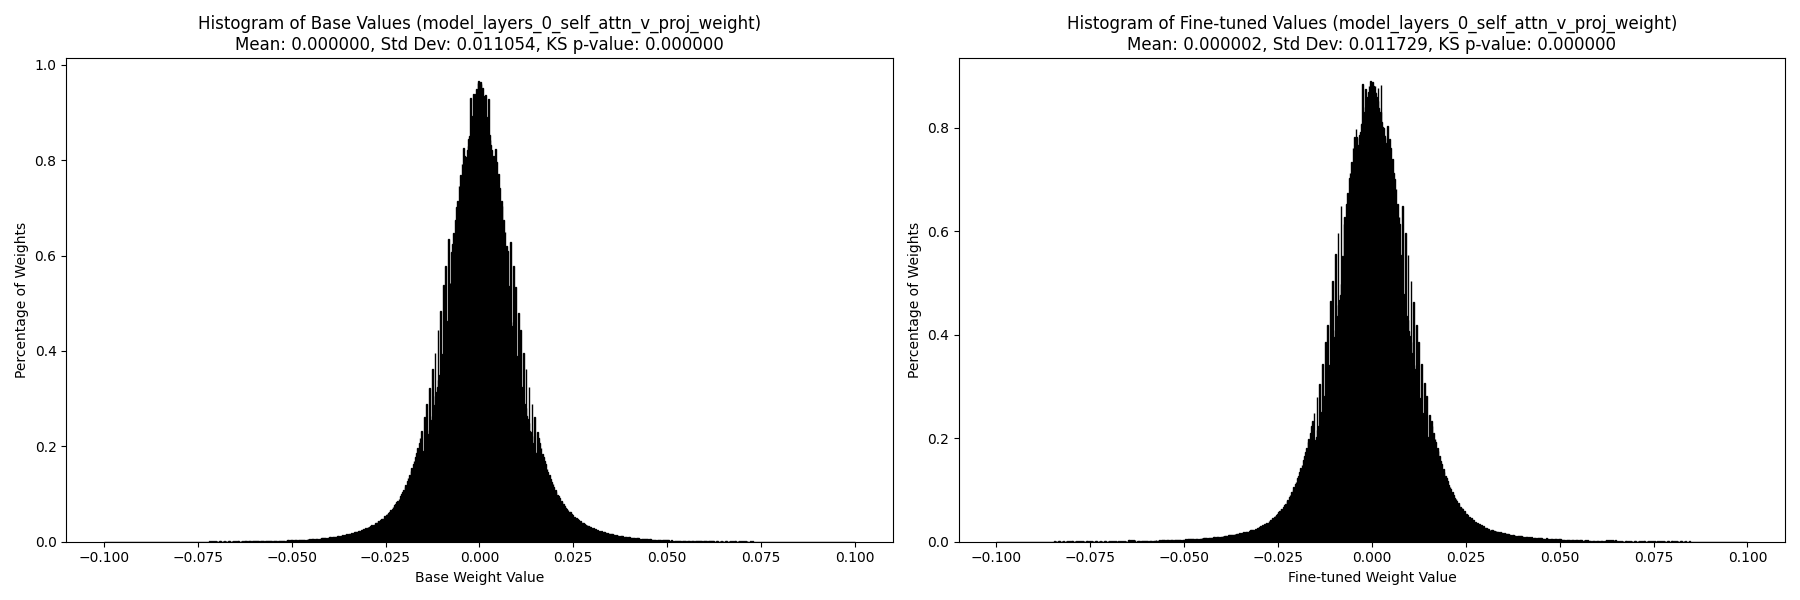 Histogram of Base Values (model_layers_0_self_attn_v_proj_weight)
Mean: 0.000000, Std Dev: 0.011054, KS p-value: 0.000000
1.0
0.8
0.6
0.4
0.2
0.0
Percentage of Weights
−0.100 −0.075 −0.050 −0.025 0.000 0.025 0.050 0.075 0.100
Base Weight Value
Histogram of Fine-tuned Values (model_layers_0_self_attn_v_proj_weight)
Mean: 0.000002, Std Dev: 0.011729, KS p-value: 0.000000
0.8
0.6
0.4
0.2
0.0
Percentage of Weights
−0.100 −0.075 −0.050 −0.025 0.000 0.025 0.050 0.075 0.100
Fine-tuned Weight Value